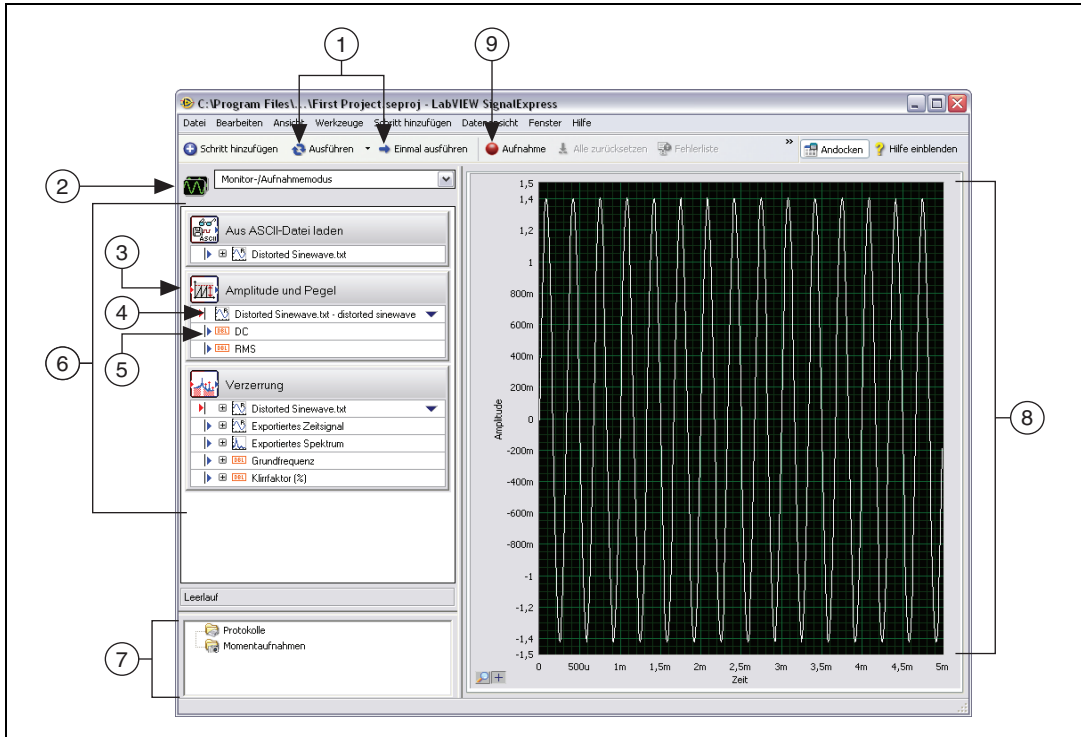 1
9
C:\Program Files\...\First Project.seproj - LabVIEW SignalExpress
Datei Bearbeiten Ansicht Werkzeuge Schritt hinzufügen Datenansicht Fenster Hilfe
Schritt hinzufügen Ausführen Einmal ausführen Aufnahme Alle zurücksetzen Fehlerliste » Andocken Hilfe einblenden
2
Monitor-/Aufnahmemodus
6
ASCII
Aus ASCII-Datei laden
Distorted Sinewave.txt
3
Amplitude und Pegel
4
Distorted Sinewave.txt - distorted sinewave
5
DBL DC
DBL RMS
Verzerrung
Distorted Sinewave.txt
Exportiertes Zeitsignal
Exportiertes Spektrum
DBL Grundfrequenz
DBL Klirrfaktor (%)
Leerlauf
7
Protokolle
Momentaufnahmen
8
Amplitude
1,5
1,4
1,2
1
800m
600m
400m
200m
0
-200m
-400m
-600m
-800m
-1
-1,2
-1,4
-1,5
0 500u 1m 1,5m 2m 2,5m 3m 3,5m 4m 4,5m 5m
Zeit